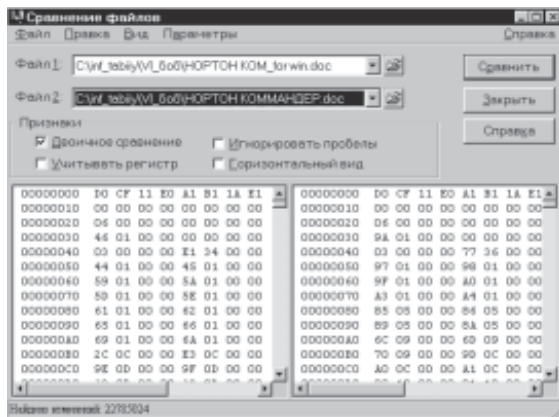 Сравнение файлов
Файл Правка Вид Параметры Справка
Файл1: C:\inf_tabiiy\VI_боб\НОРТОН КОМ_forwin.doc Сравнить
Файл2: C:\inf_tabiiy\VI_боб\НОРТОН КОММАНДЕР.doc Закрыть
Признаки
Двоичное сравнение Игнорировать пробелы Справка
Учитывать регистр Горизонтальный вид
00000000 D0 CF 11 E0 A1 B1 1A E1 00000000 D0 CF 11 E0 A1 B1 1A E1
00000010 00 00 00 00 00 00 00 00 00000010 00 00 00 00 00 00 00 00
00000020 06 00 00 00 00 00 00 00 00000020 06 00 00 00 00 00 00 00
00000030 46 01 00 00 00 00 00 00 00000030 9A 01 00 00 00 00 00 00
00000040 03 00 00 00 E1 34 00 00 00000040 03 00 00 00 77 36 00 00
00000050 44 01 00 00 45 01 00 00 00000050 97 01 00 00 98 01 00 00
00000060 59 01 00 00 5A 01 00 00 00000060 9F 01 00 00 A0 01 00 00
00000070 5D 01 00 00 5E 01 00 00 00000070 A3 01 00 00 A4 01 00 00
00000080 61 01 00 00 62 01 00 00 00000080 85 05 00 00 86 05 00 00
00000090 65 01 00 00 66 01 00 00 00000090 89 05 00 00 8A 05 00 00
000000A0 69 01 00 00 6A 01 00 00 000000A0 6C 09 00 00 6D 09 00 00
000000B0 2C 0C 00 00 E3 0C 00 00 000000B0 70 09 00 00 90 0C 00 00
000000C0 9E 0D 00 00 9F 0D 00 00 000000C0 A0 0C 00 00 A1 0C 00 00
Найдено изменений: 22785024